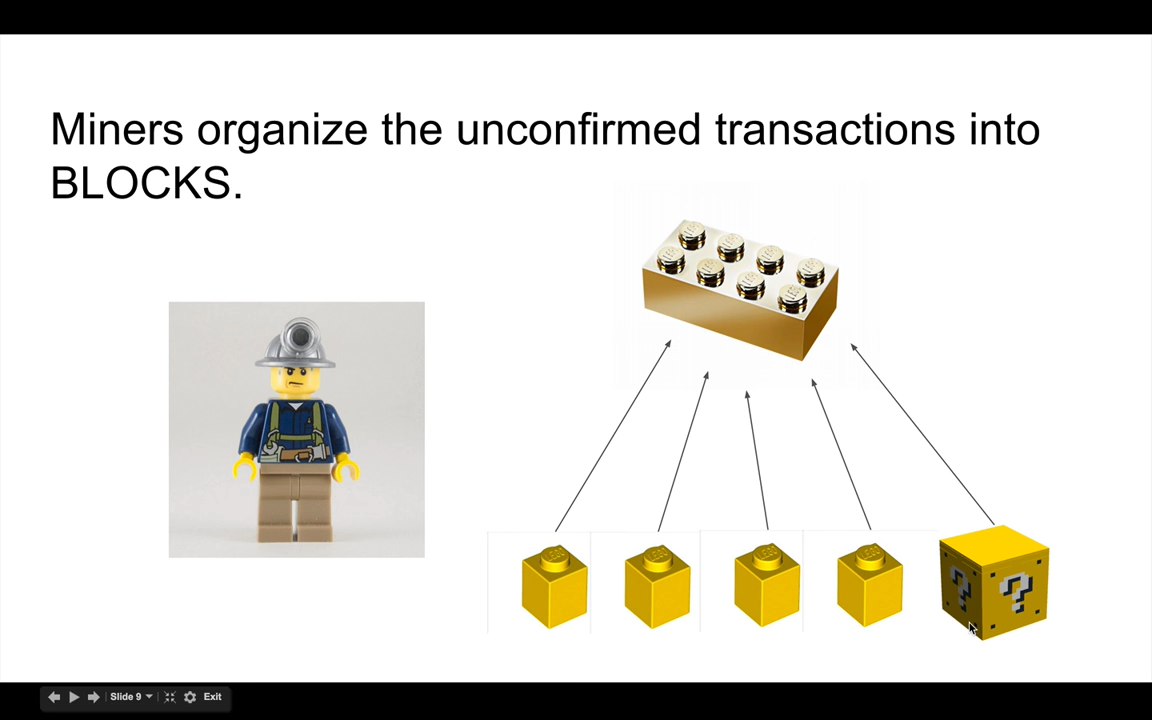 Miners organize the unconfirmed transactions into
BLOCKS.
? ?
Slide 9
Exit